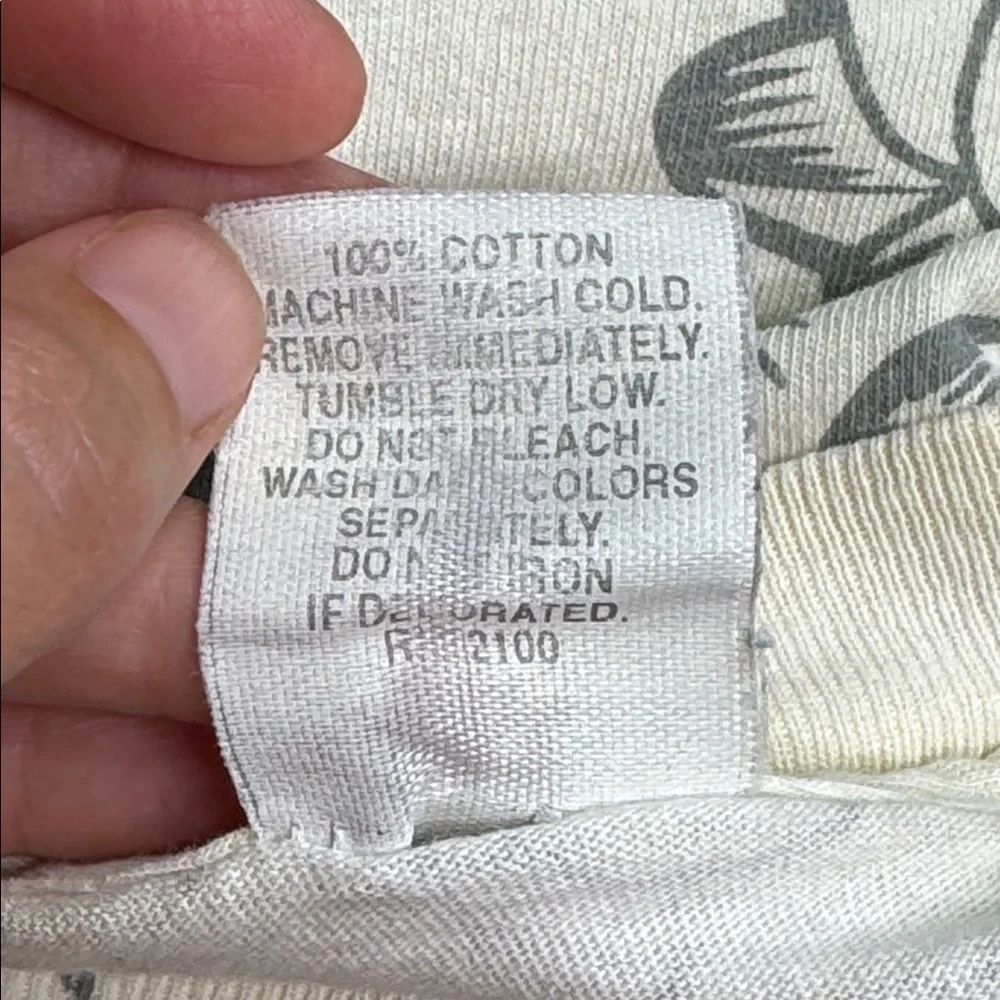 100% COTTON
MACHINE WASH COLD.
REMOVE IMMEDIATELY.
TUMBLE DRY LOW.
DO NOT BLEACH.
WASH DARK COLORS
SEPARATELY.
DO NOT IRON
IF DECORATED.